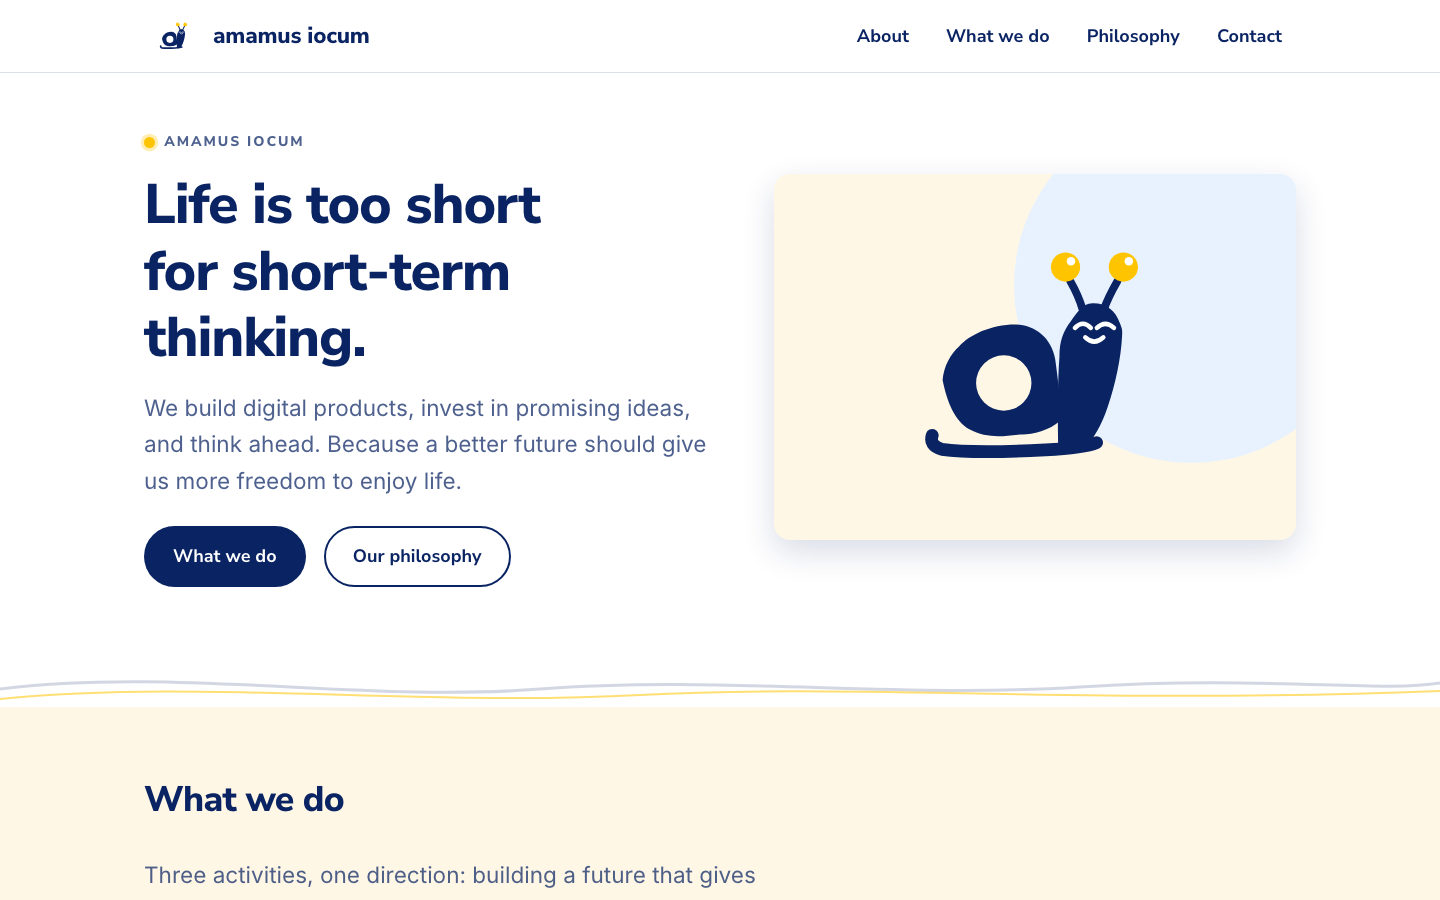 amamus iocum
About What we do Philosophy Contact
AMAMUS IOCUM
Life is too short
for short-term
thinking.
We build digital products, invest in promising ideas,
and think ahead. Because a better future should give
us more freedom to enjoy life.
What we do Our philosophy
What we do
Three activities, one direction: building a future that gives